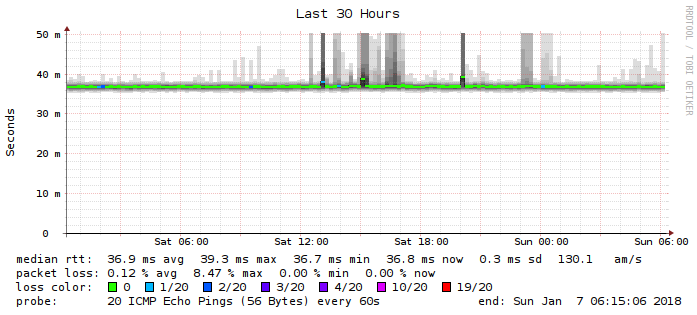 Last 30 Hours
RRDTOOL / TOBI OETIKER
Seconds
50 m
40 m
30 m
20 m
10 m
0
Sat 06:00 Sat 12:00 Sat 18:00 Sun 00:00 Sun 06:00
median rtt: 36.9 ms avg 39.3 ms max 36.7 ms min 36.8 ms now 0.3 ms sd 130.1 am/s
packet loss: 0.12 % avg 8.47 % max 0.00 % min 0.00 % now
loss color: 0 1/20 2/20 3/20 4/20 10/20 19/20
probe: 20 ICMP Echo Pings (56 Bytes) every 60s end: Sun Jan 7 06:15:06 2018